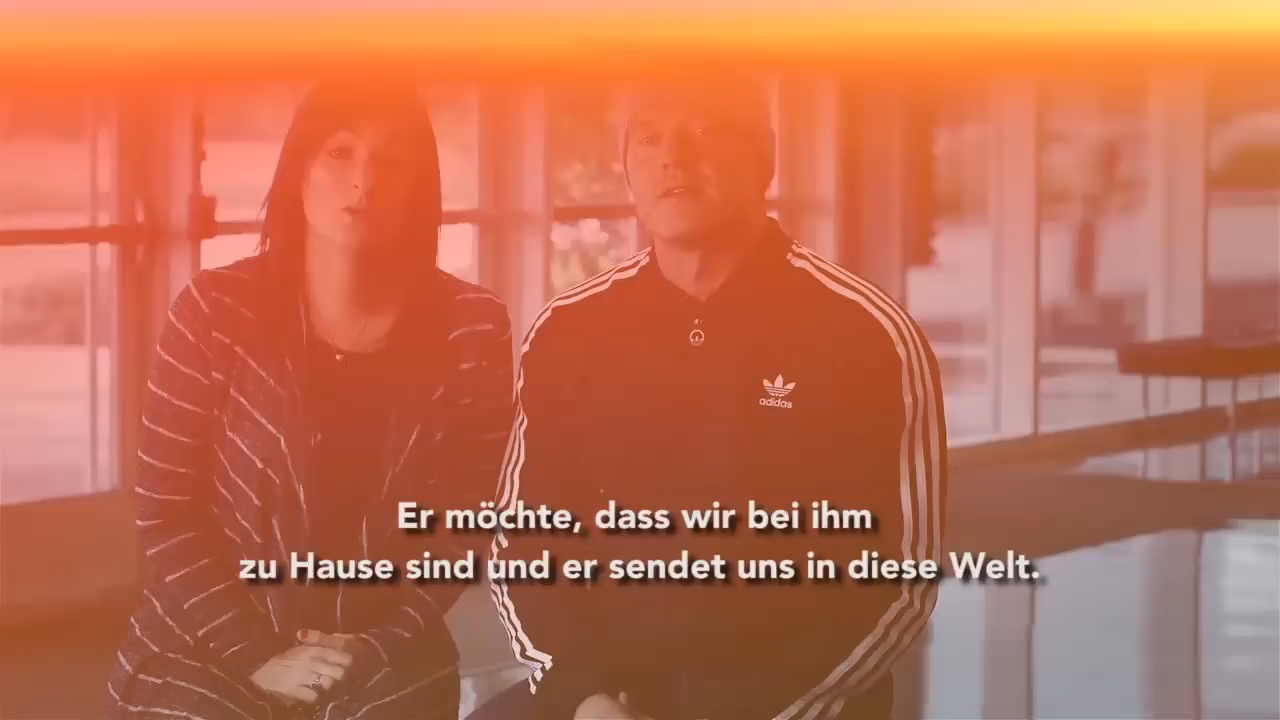 adidas
Er möchte, dass wir bei ihm
zu Hause sind und er sendet uns in diese Welt.